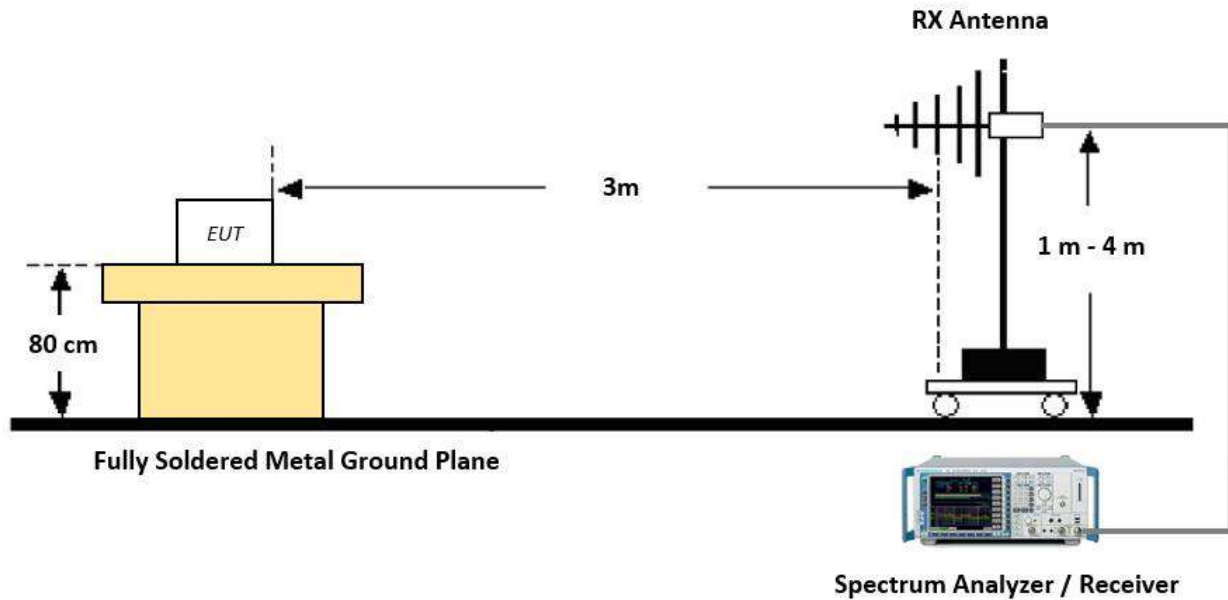 RX Antenna
3m
EUT
1 m - 4 m
80 cm
Fully Soldered Metal Ground Plane
Spectrum Analyzer / Receiver